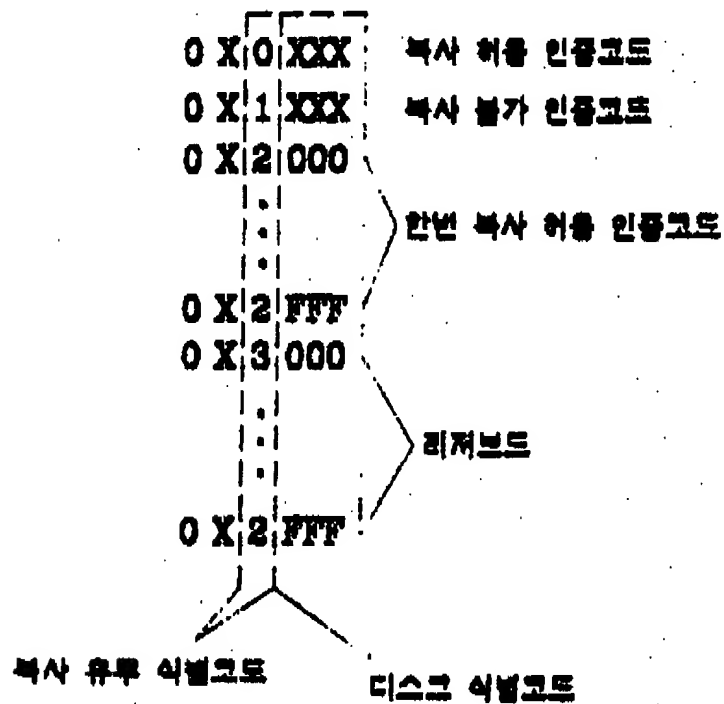 0 X 0 XXX 복사 허용 인증코드
0 X 1 XXX 복사 불가 인증코드
0 X 2 000
한번 복사 허용 인증코드
0 X 2 FFF
0 X 3 000
리저브드
0 X 2 FFF
복사 유무 식별코드
디스크 식별코드